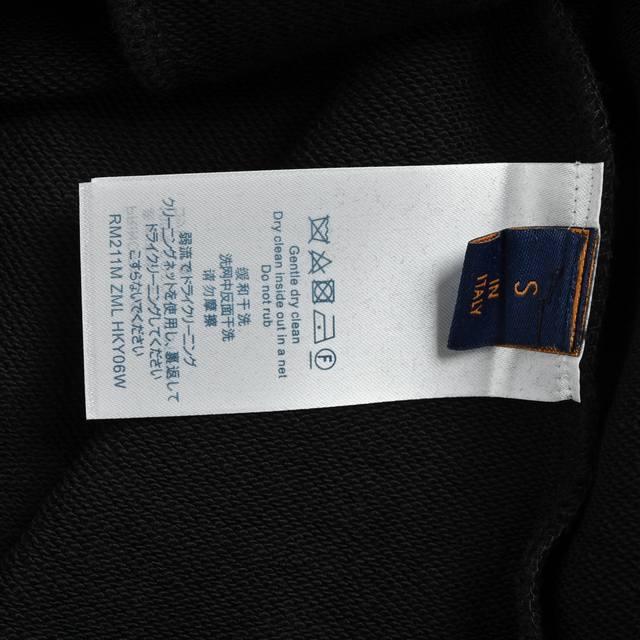 Gentle dry clean
Dry clean inside out in a net
Do not rub
缓和干洗
洗网中反面干洗
请勿摩擦
弱流でドライクリーニング
クリーニングネットを使用し、裏返して
ドライクリーニングしてください
こすらないでください
RM211M ZML HKY06W
S
IN
ITALY